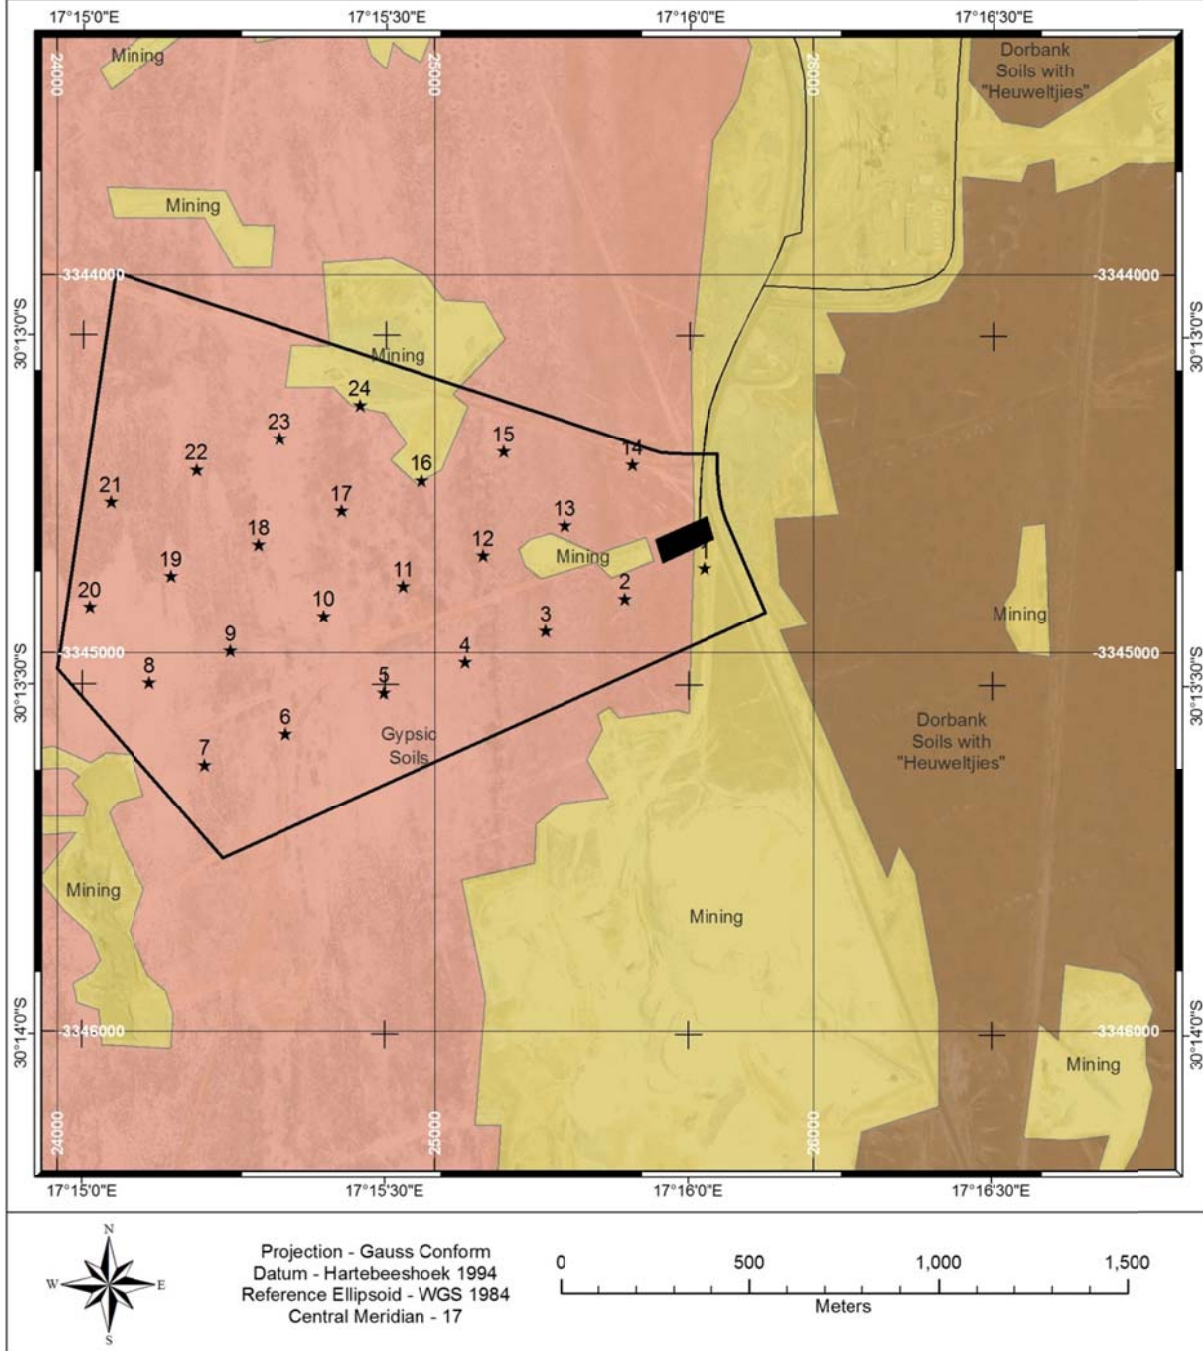 17°15'0"E
17°15'30"E
17°16'0"E
17°16'30"E
24000
25000
26000
Mining
Dorbank
Soils with
"Heuweltjies"
Mining
-3344000
-3344000
30°13'0"S
30°13'0"S
Mining
24
23
15
14
22
16
21
17
13
18
12
Mining
1
19
11
2
20
10
3
Mining
9
4
-3345000
-3345000
8
5
30°13'30"S
30°13'30"S
6
Gypsic
Soils
7
Dorbank
Soils with
"Heuweltjies"
Mining
Mining
-3346000
-3346000
30°14'0"S
30°14'0"S
Mining
24000
25000
26000
17°15'0"E
17°15'30"E
17°16'0"E
17°16'30"E
N
W
E
S
Projection - Gauss Conform
Datum - Hartebeeshoek 1994
Reference Ellipsoid - WGS 1984
Central Meridian - 17
0
500
1,000
1,500
Meters